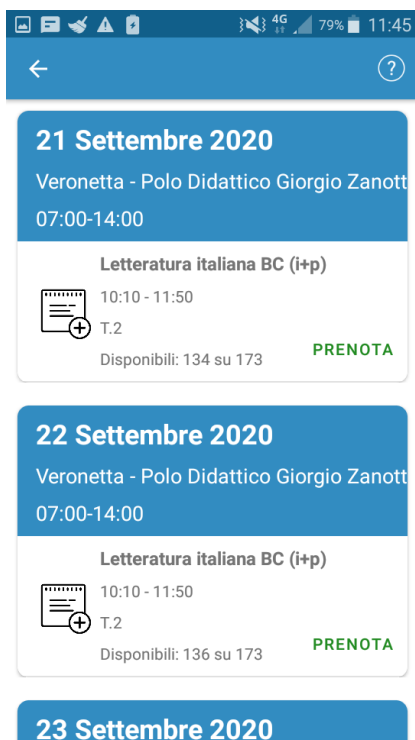 4G 79% 11:45
?
21 Settembre 2020
Veronetta - Polo Didattico Giorgio Zanott
07:00-14:00
Letteratura italiana BC (i+p)
10:10 - 11:50
T.2
Disponibili: 134 su 173
PRENOTA
22 Settembre 2020
Veronetta - Polo Didattico Giorgio Zanott
07:00-14:00
Letteratura italiana BC (i+p)
10:10 - 11:50
T.2
Disponibili: 136 su 173
PRENOTA
23 Settembre 2020